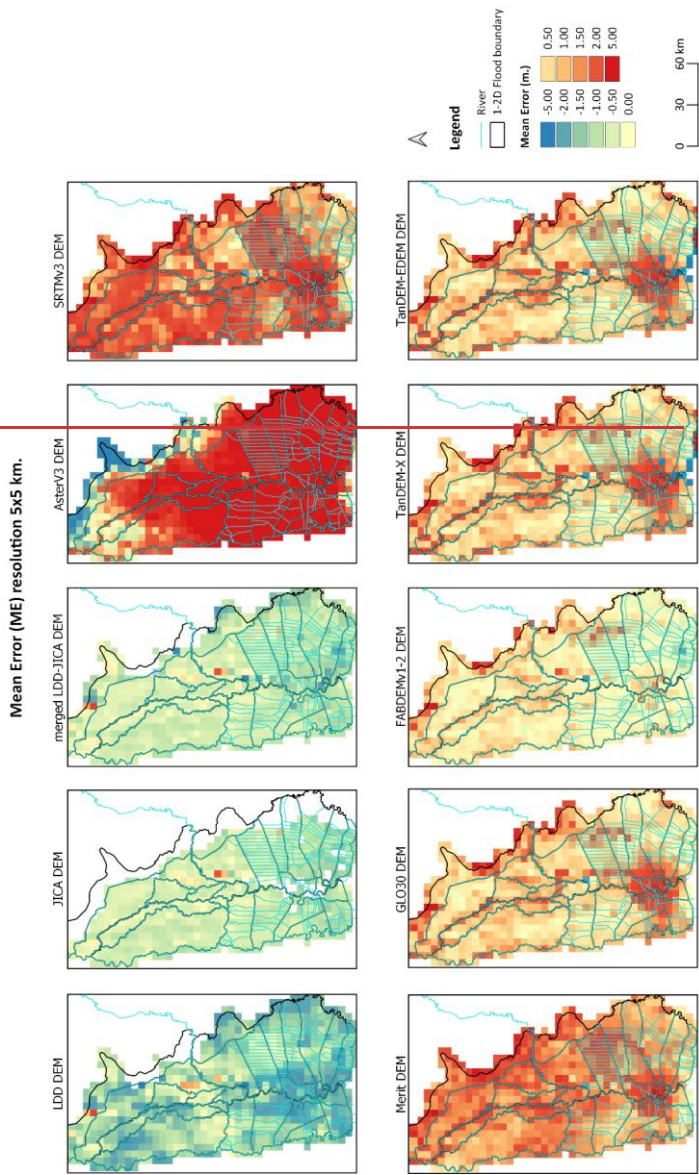 Mean Error (ME) resolution 5x5 km.
LDD DEM
JICA DEM
merged LDD-JICA DEM
AsterV3 DEM
SRTMv3 DEM
Merit DEM
GLO30 DEM
FABDEMv1-2 DEM
TanDEM-X DEM
TanDEM-EDEM DEM
Legend
River
1-2D Flood boundary
Mean Error (m.)
-5.00
-2.00
-1.50
-1.00
-0.50
0.00
0.50
1.00
1.50
2.00
5.00
0
30
60 km